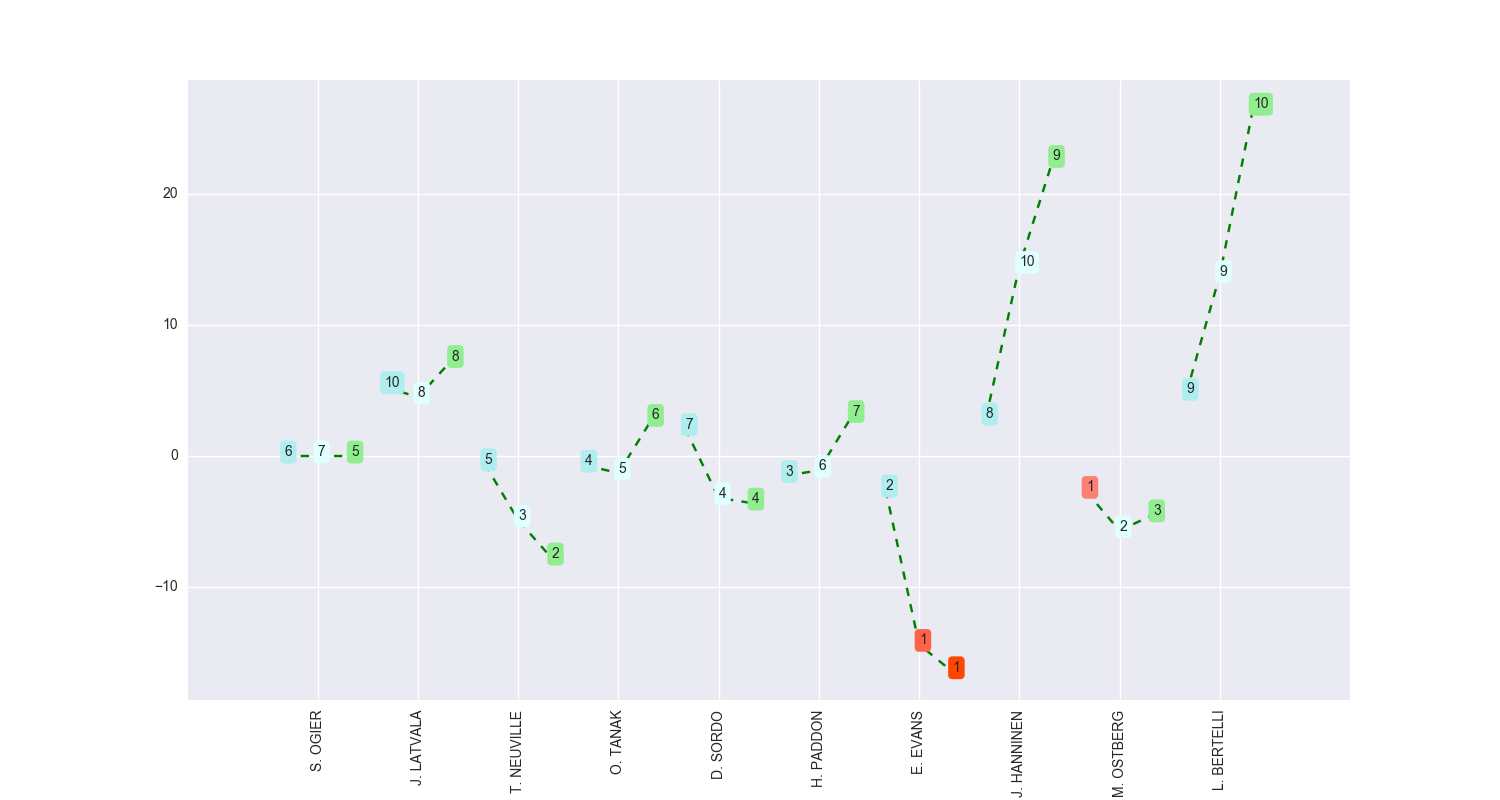 20
10
0
−10
6 7 5
10 8 8
5 3 2
4 5 6
7 4 4
3 6 7
2 1 1
8 10 9
1 2 3
9 9 10
S. OGIER
J. LATVALA
T. NEUVILLE
O. TANAK
D. SORDO
H. PADDON
E. EVANS
J. HANNINEN
M. OSTBERG
L. BERTELLI